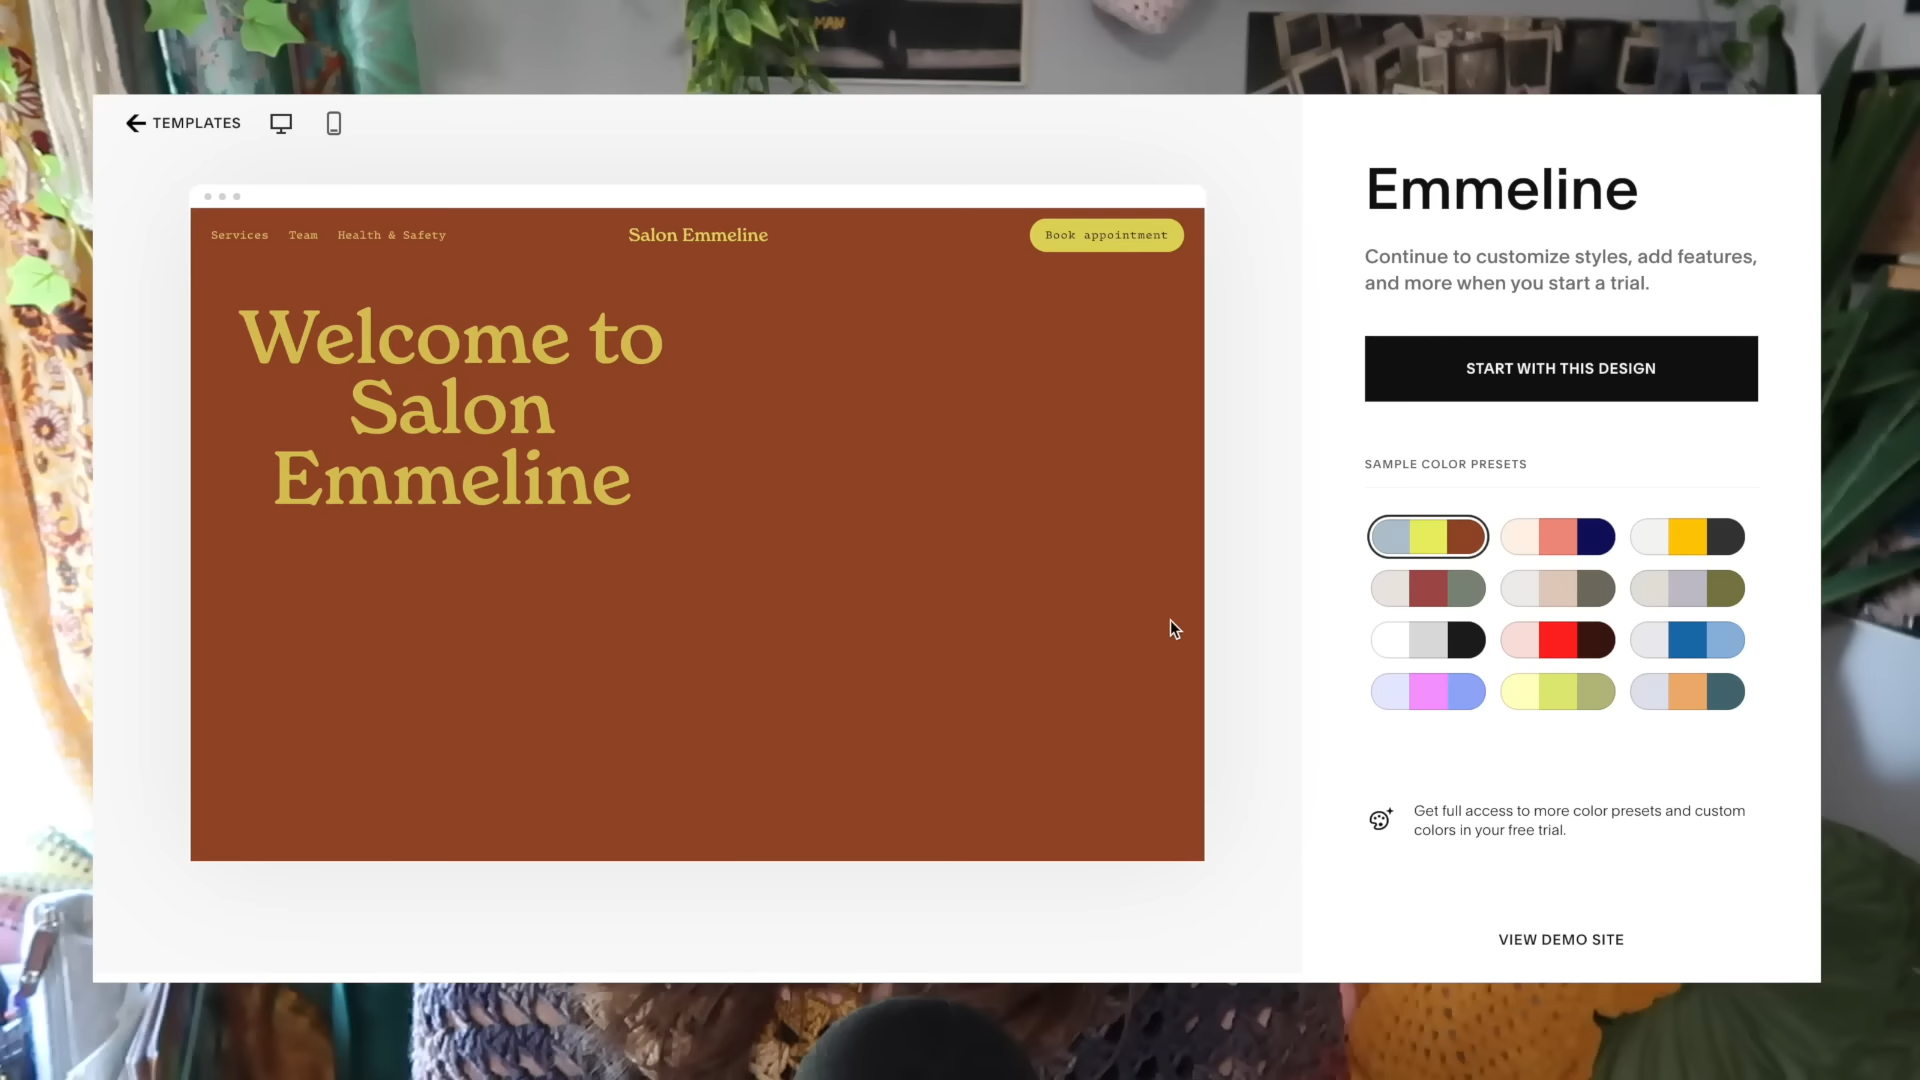 MAN
TEMPLATES
Services Team Health & Safety
Salon Emmeline
Book appointment
Welcome to
Salon
Emmeline
Emmeline
Continue to customize styles, add features,
and more when you start a trial.
START WITH THIS DESIGN
SAMPLE COLOR PRESETS
Get full access to more color presets and custom
colors in your free trial.
VIEW DEMO SITE